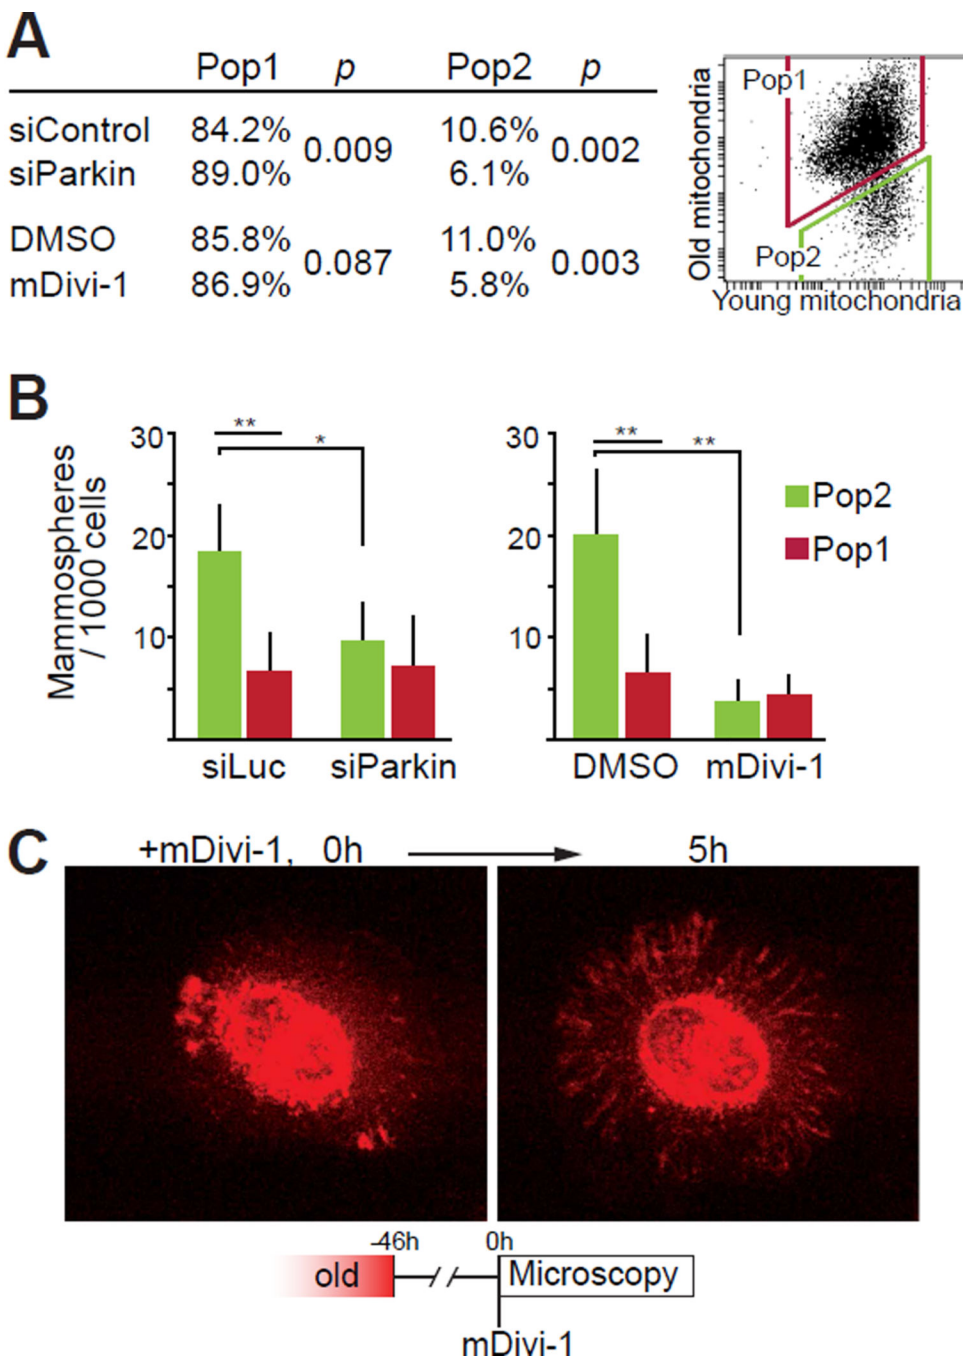 A
Pop1 p Pop2 p
siControl 84.2% 0.009 10.6% 0.002
siParkin 89.0% 6.1%
DMSO 85.8% 0.087 11.0% 0.003
mDivi-1 86.9% 5.8%
Old mitochondria
Pop1
Pop2
Young mitochondria
B
Mammospheres
/ 1000 cells
30
20
10
** *
siLuc siParkin
30
20
10
** **
DMSO mDivi-1
Pop2
Pop1
C
+mDivi-1, 0h 5h
-46h 0h
old Microscopy
mDivi-1